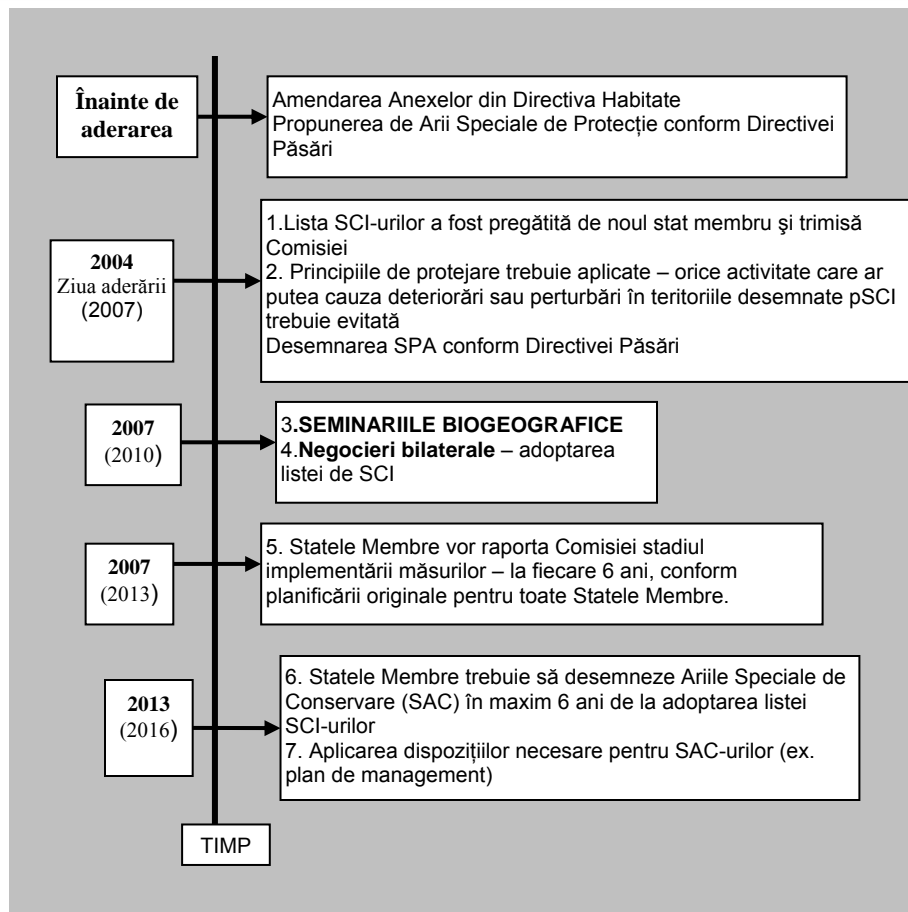 Înainte de
aderarea
Amendarea Anexelor din Directiva Habitate
Propunerea de Arii Speciale de Protecție conform Directivei
Păsări
2004
Ziua aderării
(2007)
1.Lista SCI-urilor a fost pregătită de noul stat membru şi trimisă
Comisiei
2. Principiile de protejare trebuie aplicate – orice activitate care ar
putea cauza deteriorări sau perturbări în teritoriile desemnate pSCI
trebuie evitată
Desemnarea SPA conform Directivei Păsări
2007
(2010)
3.SEMINARIILE BIOGEOGRAFICE
4.Negocieri bilaterale – adoptarea
listei de SCI
2007
(2013)
5. Statele Membre vor raporta Comisiei stadiul
implementării măsurilor – la fiecare 6 ani, conform
planificării originale pentru toate Statele Membre.
2013
(2016)
6. Statele Membre trebuie să desemneze Ariile Speciale de
Conservare (SAC) în maxim 6 ani de la adoptarea listei
SCI-urilor
7. Aplicarea dispozițiilor necesare pentru SAC-urilor (ex.
plan de management)
TIMP